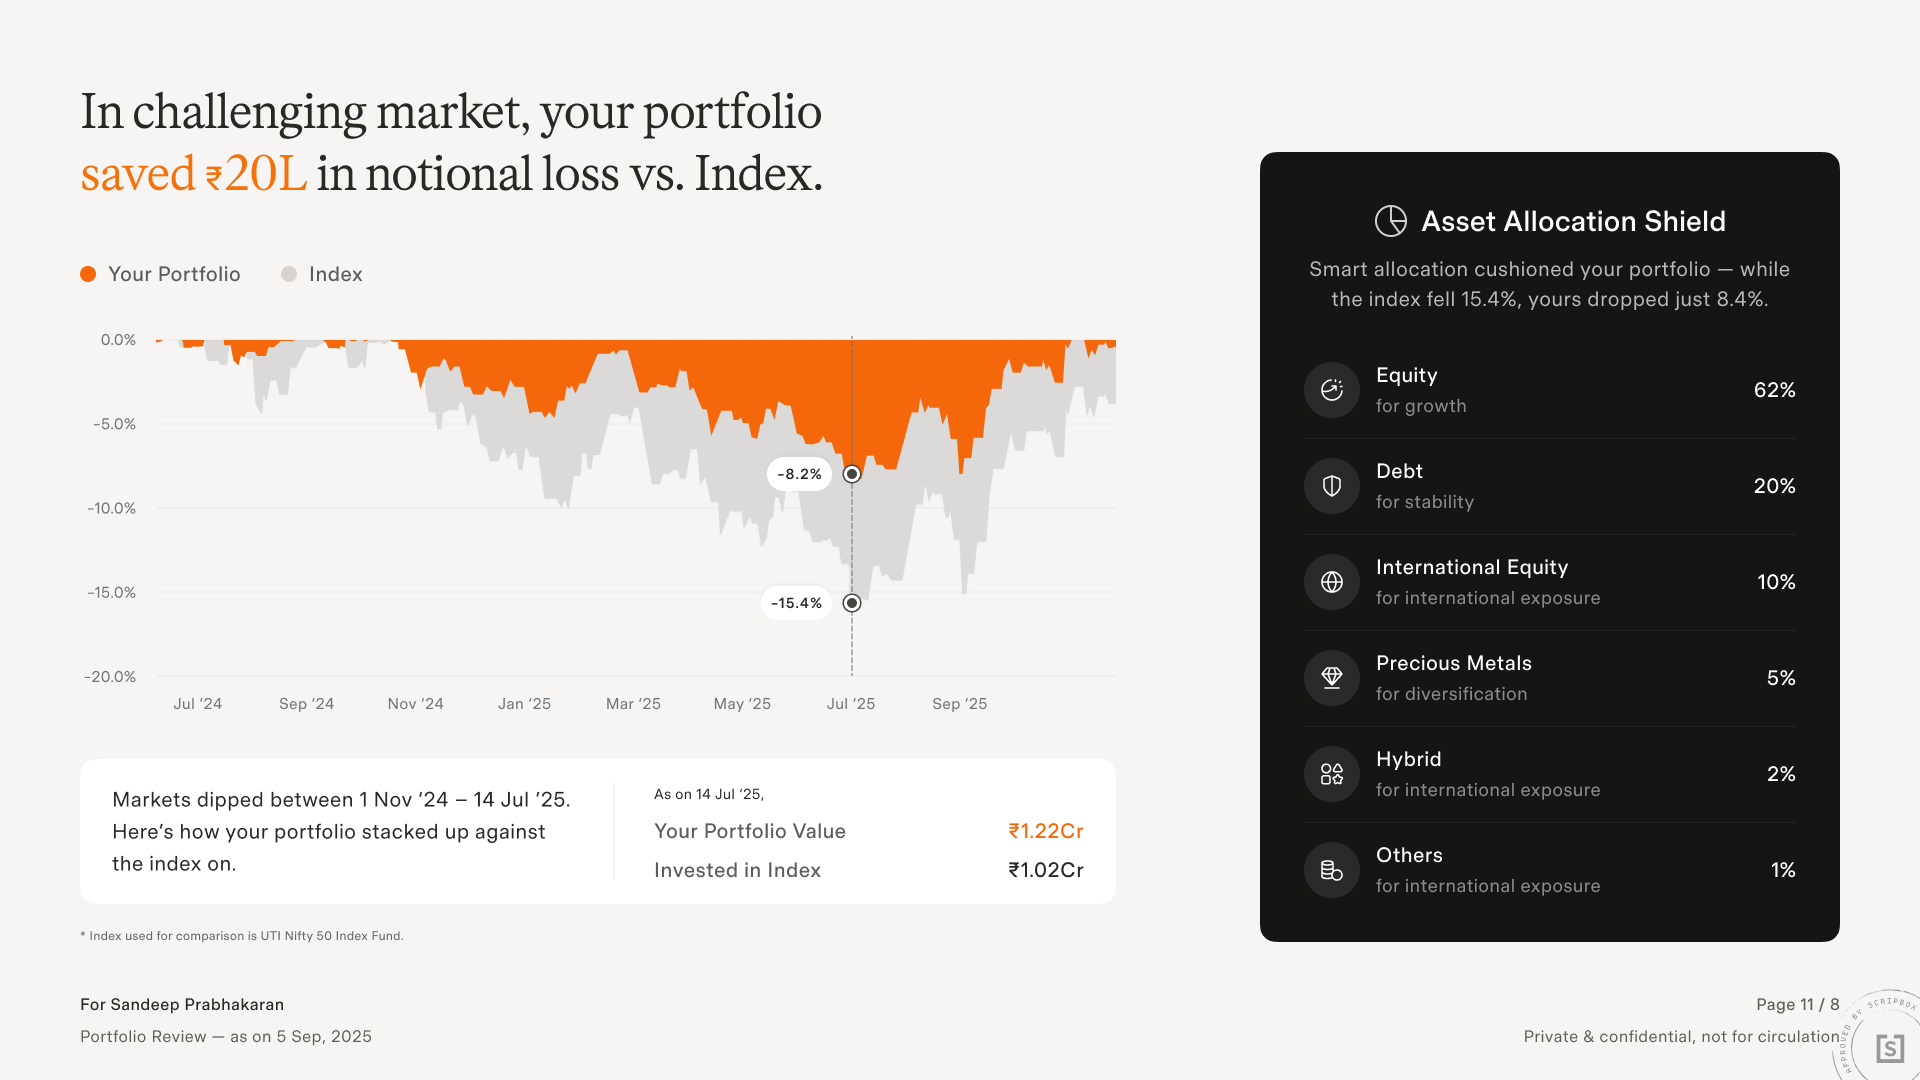 In challenging market, your portfolio
saved ₹20L in notional loss vs. Index.
Your Portfolio
Index
0.0%
-5.0%
-10.0%
-15.0%
-20.0%
-8.2%
-15.4%
Jul ’24
Sep ’24
Nov ’24
Jan ’25
Mar ’25
May ’25
Jul ’25
Sep ’25
Markets dipped between 1 Nov ‘24 – 14 Jul ’25.
Here’s how your portfolio stacked up against
the index on.
As on 14 Jul ‘25,
Your Portfolio Value ₹1.22Cr
Invested in Index ₹1.02Cr
* Index used for comparison is UTI Nifty 50 Index Fund.
Asset Allocation Shield
Smart allocation cushioned your portfolio — while
the index fell 15.4%, yours dropped just 8.4%.
Equity
for growth
62%
Debt
for stability
20%
International Equity
for international exposure
10%
Precious Metals
for diversification
5%
Hybrid
for international exposure
2%
Others
for international exposure
1%
For Sandeep Prabhakaran
Portfolio Review — as on 5 Sep, 2025
Page 11 / 8
Private & confidential, not for circulation
APPROVED BY SCRIPBOX
[S]